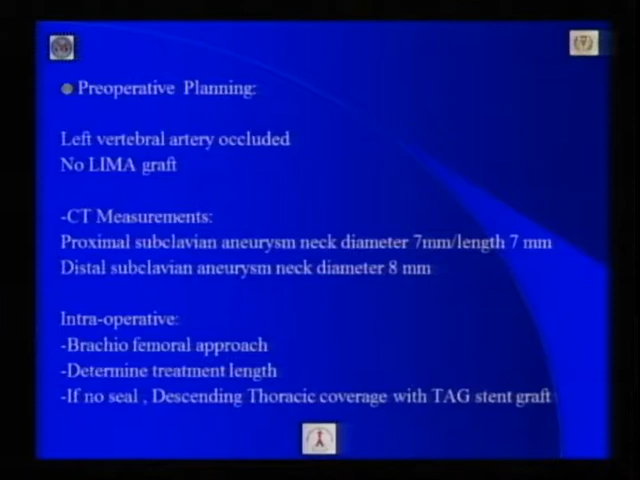 Preoperative Planning:
Left vertebral artery occluded
No LIMA graft
-CT Measurements:
Proximal subclavian aneurysm neck diameter 7mm/length 7 mm
Distal subclavian aneurysm neck diameter 8 mm
Intra-operative:
-Brachio femoral approach
-Determine treatment length
-If no seal , Descending Thoracic coverage with TAG stent graft